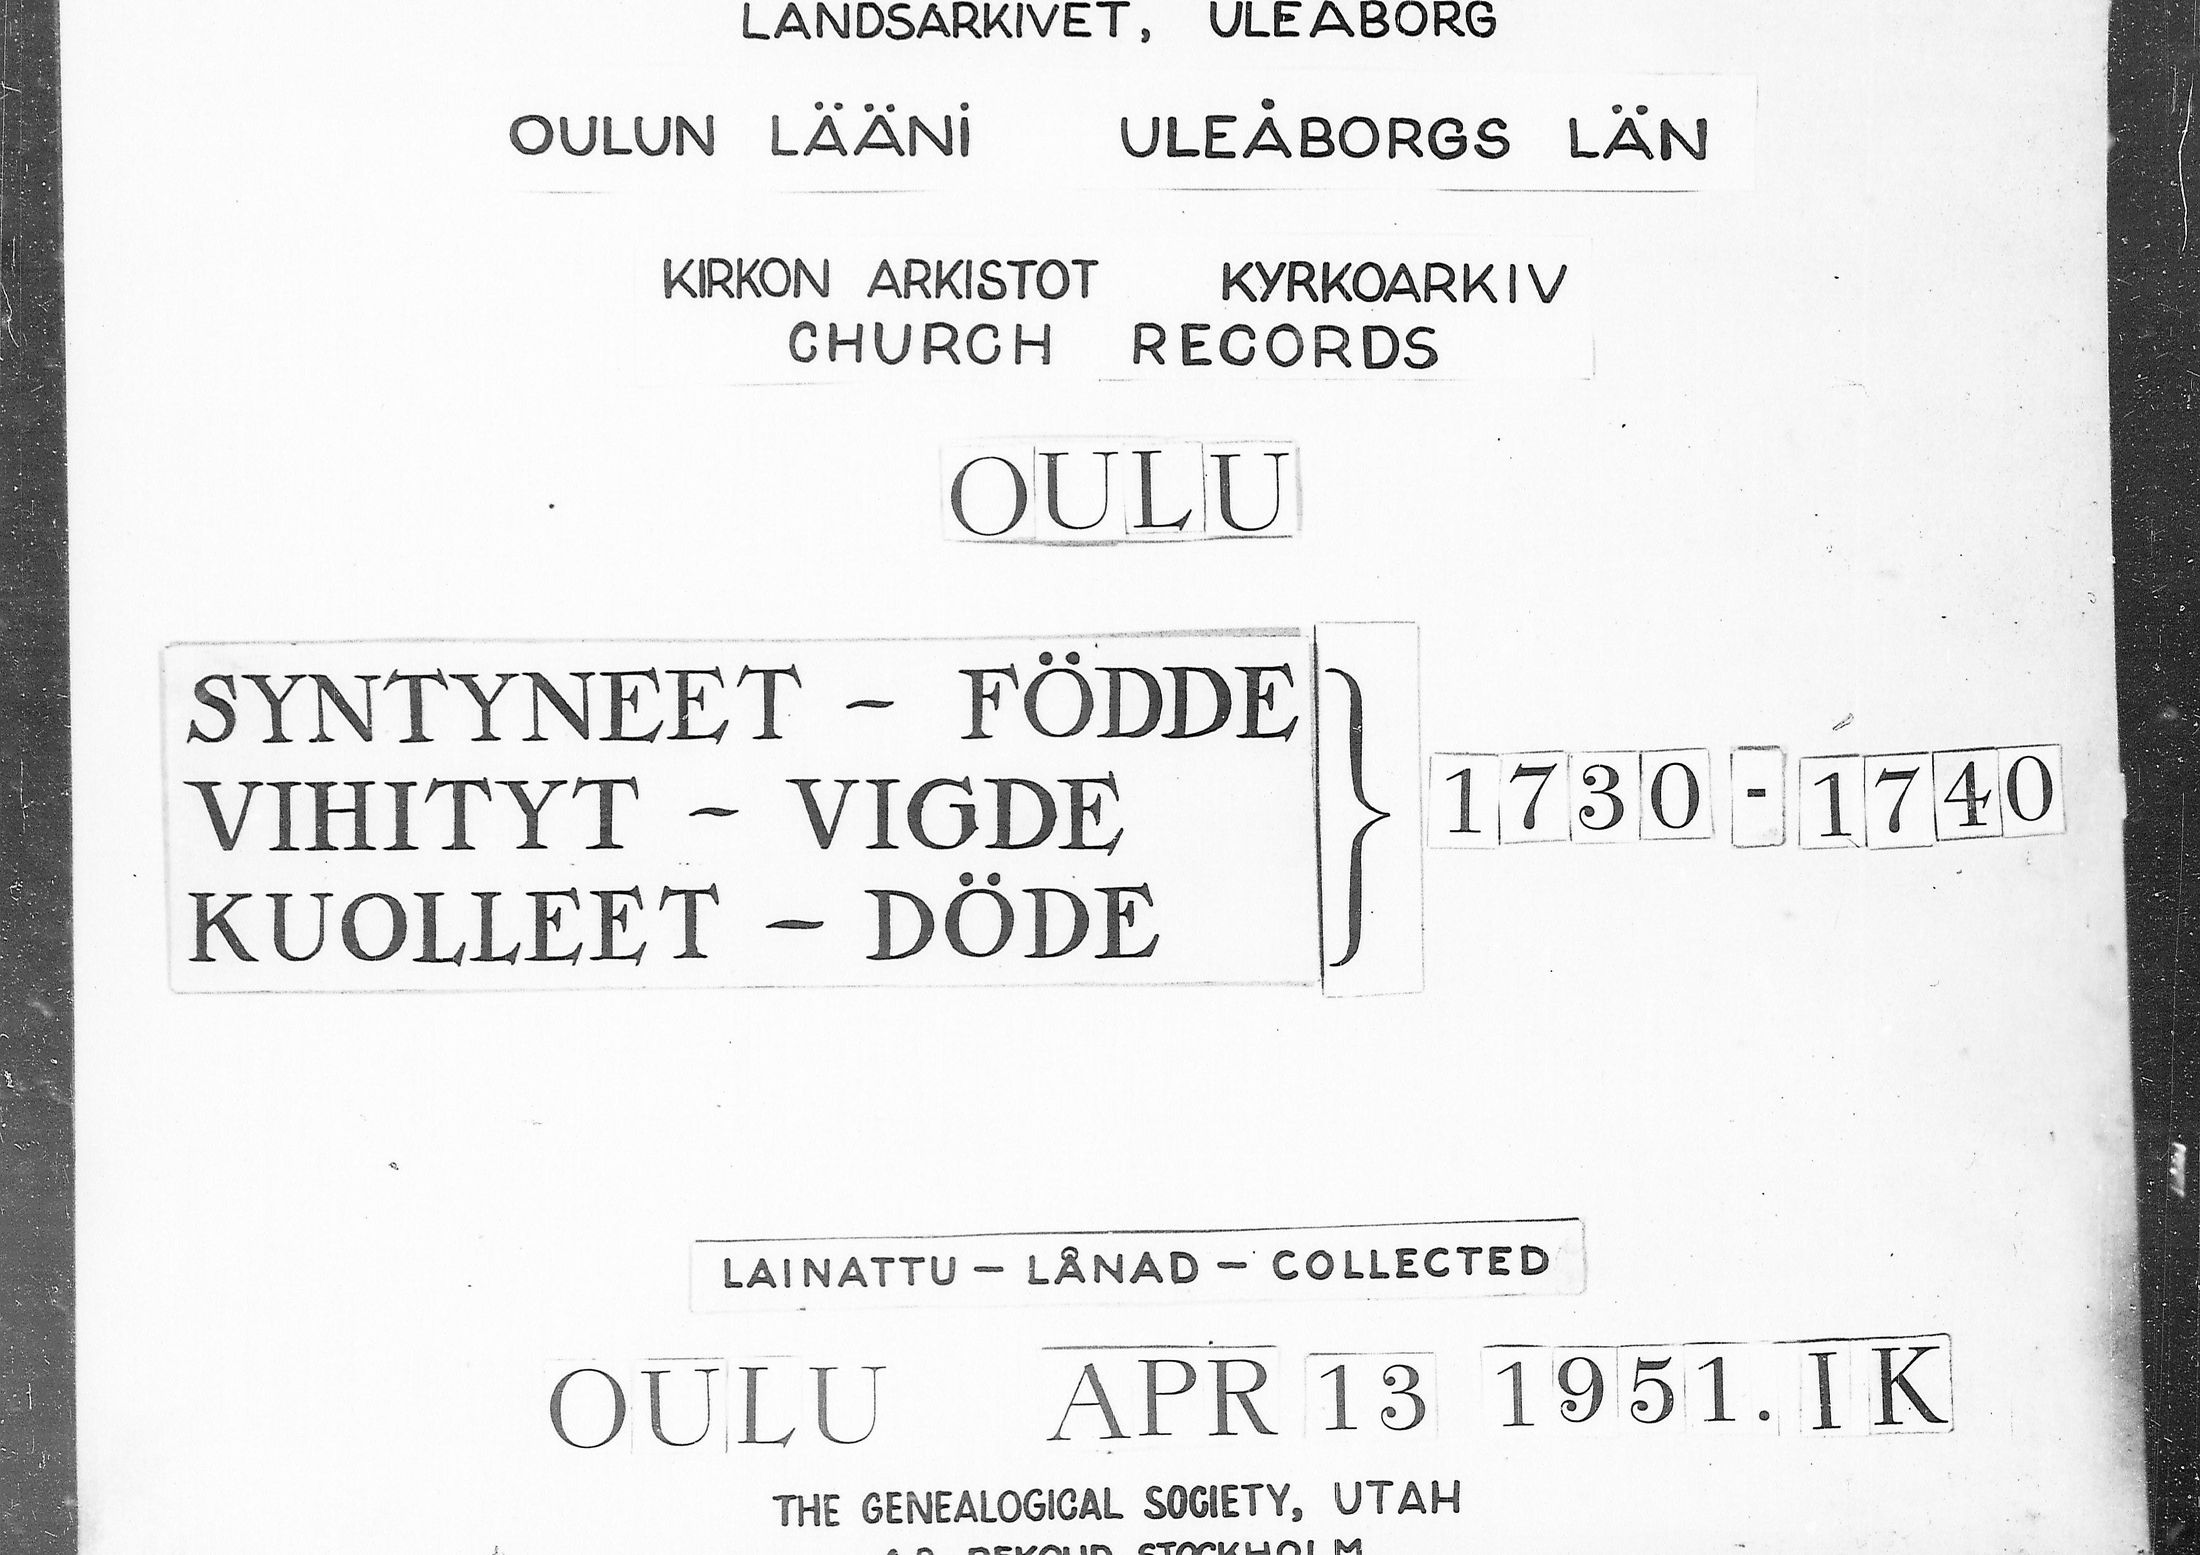 LANDSARKIVET, ULEÅBORG
OULUN LÄÄNI ULEÅBORGS LÄN
KIRKON ARKISTOT KYRKOARKIV
CHURCH RECORDS
OULU
SYNTYNEET - FÖDDE
VIHITYT - VIGDE } 1730-1740
KUOLLEET - DÖDE
LAINATTU - LÅNAD - COLLECTED
OULU APR 13 1951. IK
THE GENEALOGICAL SOCIETY, UTAH
STOCKHOLM